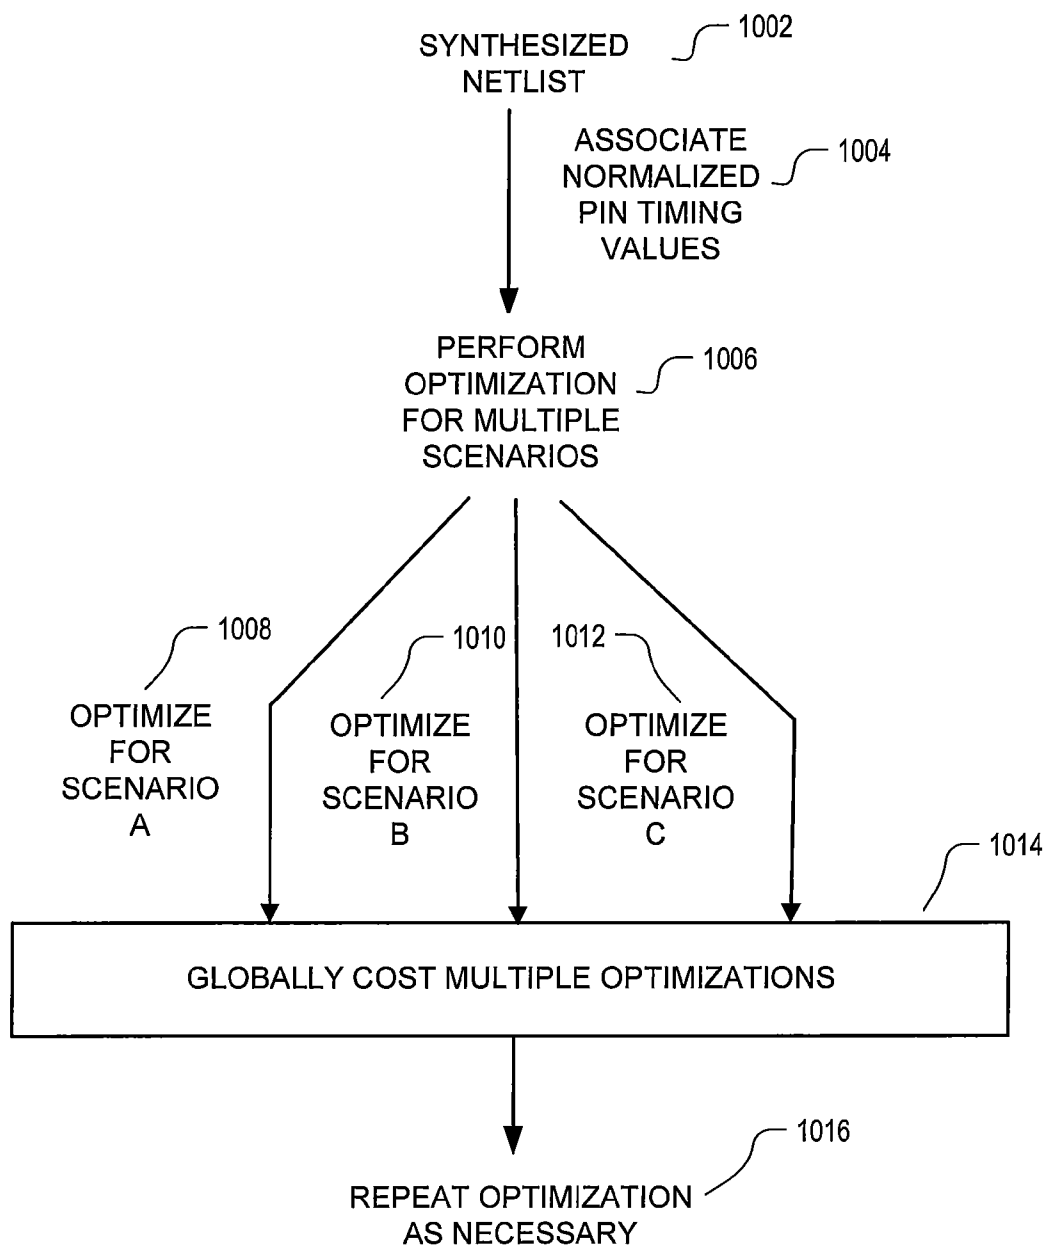 1002
SYNTHESIZED
NETLIST
ASSOCIATE
NORMALIZED
PIN TIMING
VALUES
1004
PERFORM
OPTIMIZATION
FOR MULTIPLE
SCENARIOS
1006
1008
OPTIMIZE
FOR
SCENARIO
A
1010
OPTIMIZE
FOR
SCENARIO
B
1012
OPTIMIZE
FOR
SCENARIO
C
1014
GLOBALLY COST MULTIPLE OPTIMIZATIONS
1016
REPEAT OPTIMIZATION
AS NECESSARY